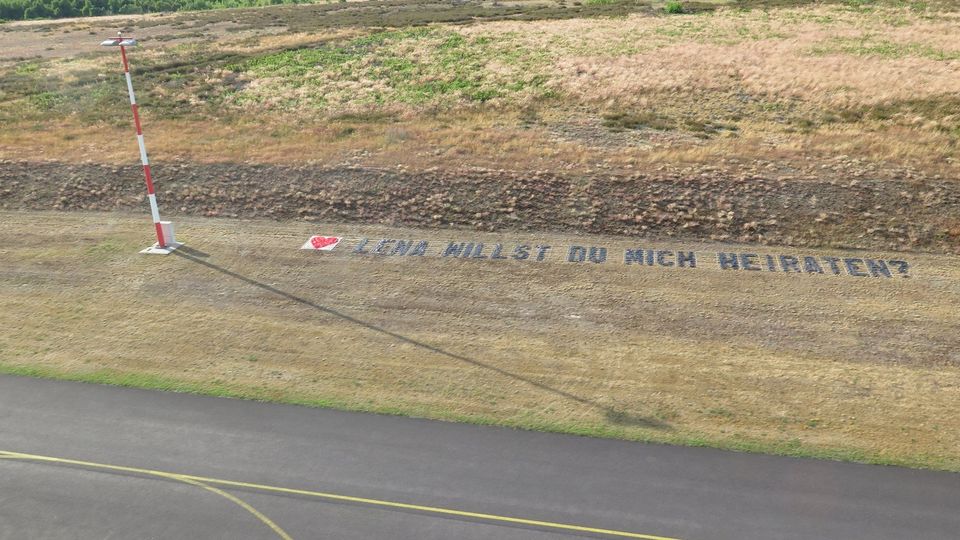 LENA WILLST DU MICH HEIRATEN?